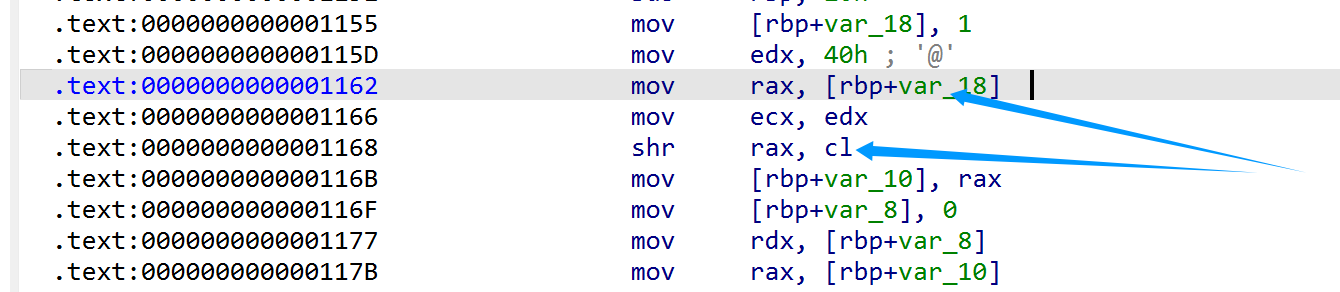 .text:0000000000001155 mov [rbp+var_18], 1
.text:000000000000115D mov edx, 40h ; '@'
.text:0000000000001162 mov rax, [rbp+var_18]
.text:0000000000001166 mov ecx, edx
.text:0000000000001168 shr rax, cl
.text:000000000000116B mov [rbp+var_10], rax
.text:000000000000116F mov [rbp+var_8], 0
.text:0000000000001177 mov rdx, [rbp+var_8]
.text:000000000000117B mov rax, [rbp+var_10]